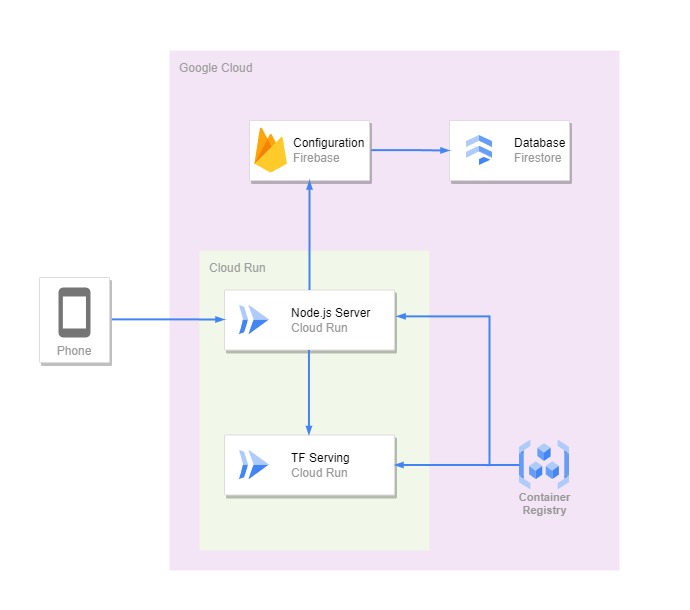 Google Cloud
Configuration
Firebase
Database
Firestore
Cloud Run
Node.js Server
Cloud Run
Phone
TF Serving
Cloud Run
Container
Registry